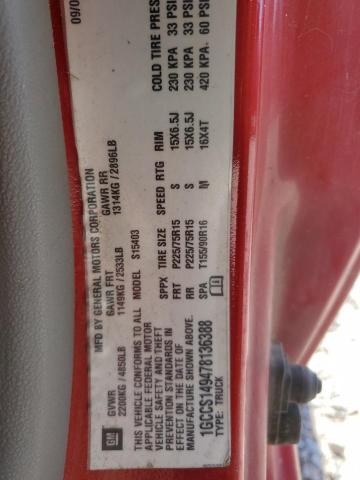 09/0
MFD BY GENERAL MOTORS CORPORATION
GM
GVWR GAWR FRT GAWR RR
2200KG / 4850LB 1149KG / 2533LB 1314KG / 2896LB
THIS VEHICLE CONFORMS TO ALL
APPLICABLE FEDERAL MOTOR
VEHICLE SAFETY AND THEFT
PREVENTION STANDARDS IN
EFFECT ON THE DATE OF
MANUFACTURE SHOWN ABOVE.
1GCCS149478136388
TYPE: TRUCK
MODEL S15403
SPPX TIRE SIZE SPEED RTG RIM COLD TIRE PRES
FRT P225/75R15 S 15X6.5J 230 KPA 33 PSI
RR P225/75R15 S 15X6.5J 230 KPA 33 PSI
SPA T155/90R16 M 16X4T 420 KPA 60 PSI